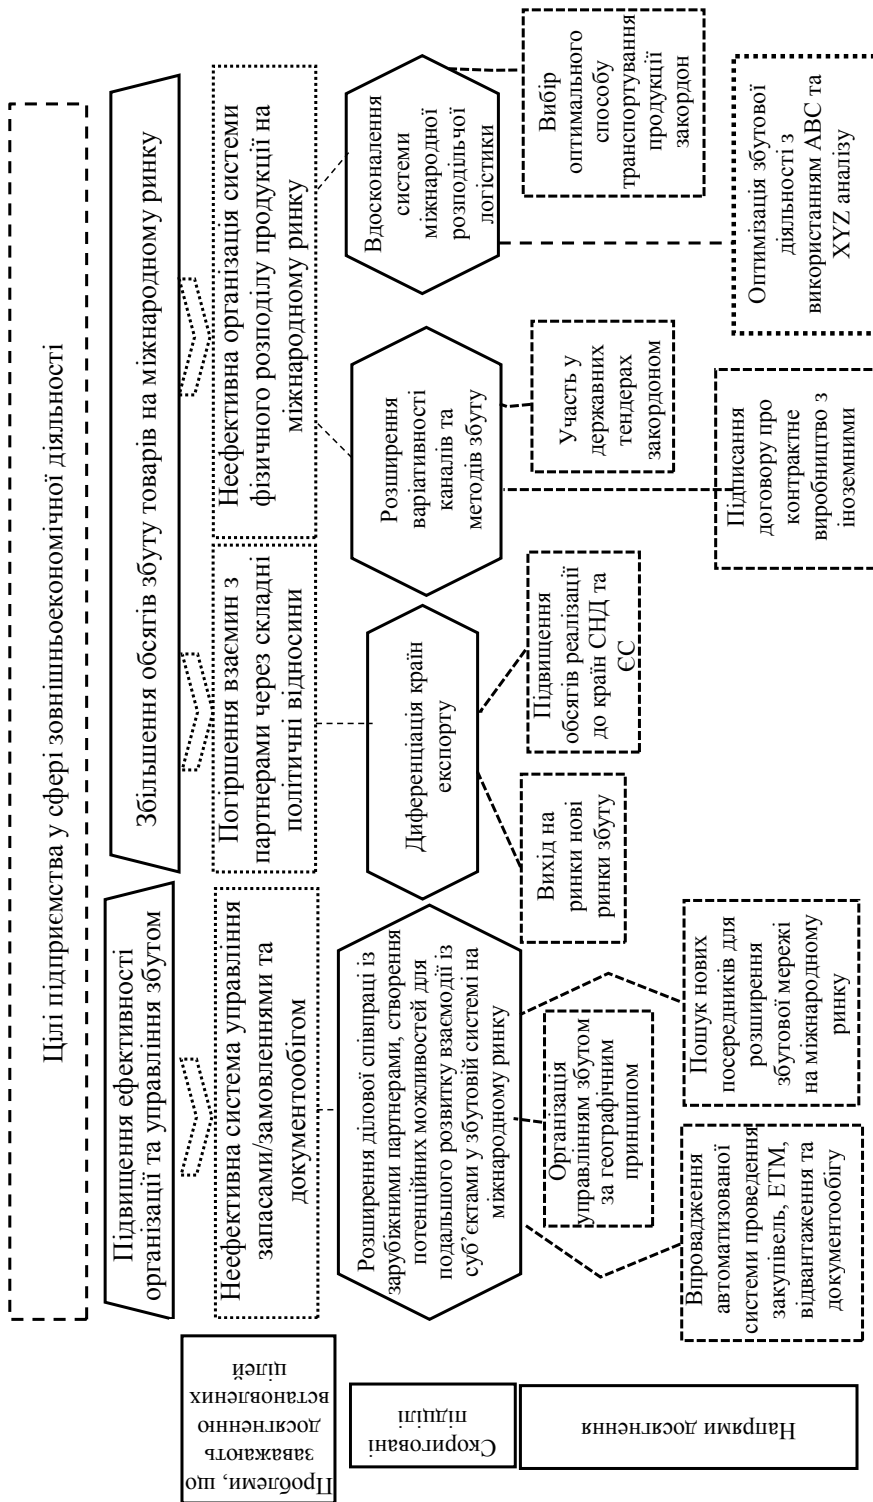 Цілі підприємства у сфері зовнішньоекономічної діяльності
Підвищення ефективності
організації та управління збутом
Збільшення обсягів збуту товарів на міжнародному ринку
Проблеми, що
заважають
досягненню
встановлених
цілей
Неефективна система управління
запасами/замовленнями та
документообігом
Погіршення взаємин з
партнерами через складні
політичні відносини
Неефективна організація системи
фізичного розподілу продукції на
міжнародному ринку
Скориговані
підцілі
Розширення ділової співпраці із
зарубіжними партнерами, створення
потенційних можливостей для
подальшого розвитку взаємодії із
суб’єктами у збутовій системі на
міжнародному ринку
Диференціація країн
експорту
Розширення
варіативності
каналів та
методів збуту
Вдосконалення
системи
міжнародної
розподільчої
логістики
Напрями досягнення
Організація
управлінням збутом
за географічним
принципом
Вихід на
ринки нові
ринки збуту
Підвищення
обсягів реалізації
до країн СНД та
ЄС
Участь у
державних
тендерах
закордоном
Вибір
оптимального
способу
транспортування
продукції
закордон
Впровадження
автоматизованої
системи проведення
закупівель, ЕТМ,
відвантаження та
документообігу
Пошук нових
посередників для
розширення
збутової мережі
на міжнародному
ринку
Підписання
договору про
контрактне
виробництво з
іноземними
Оптимізація збутової
діяльності з
використанням ABC та
XYZ аналізу